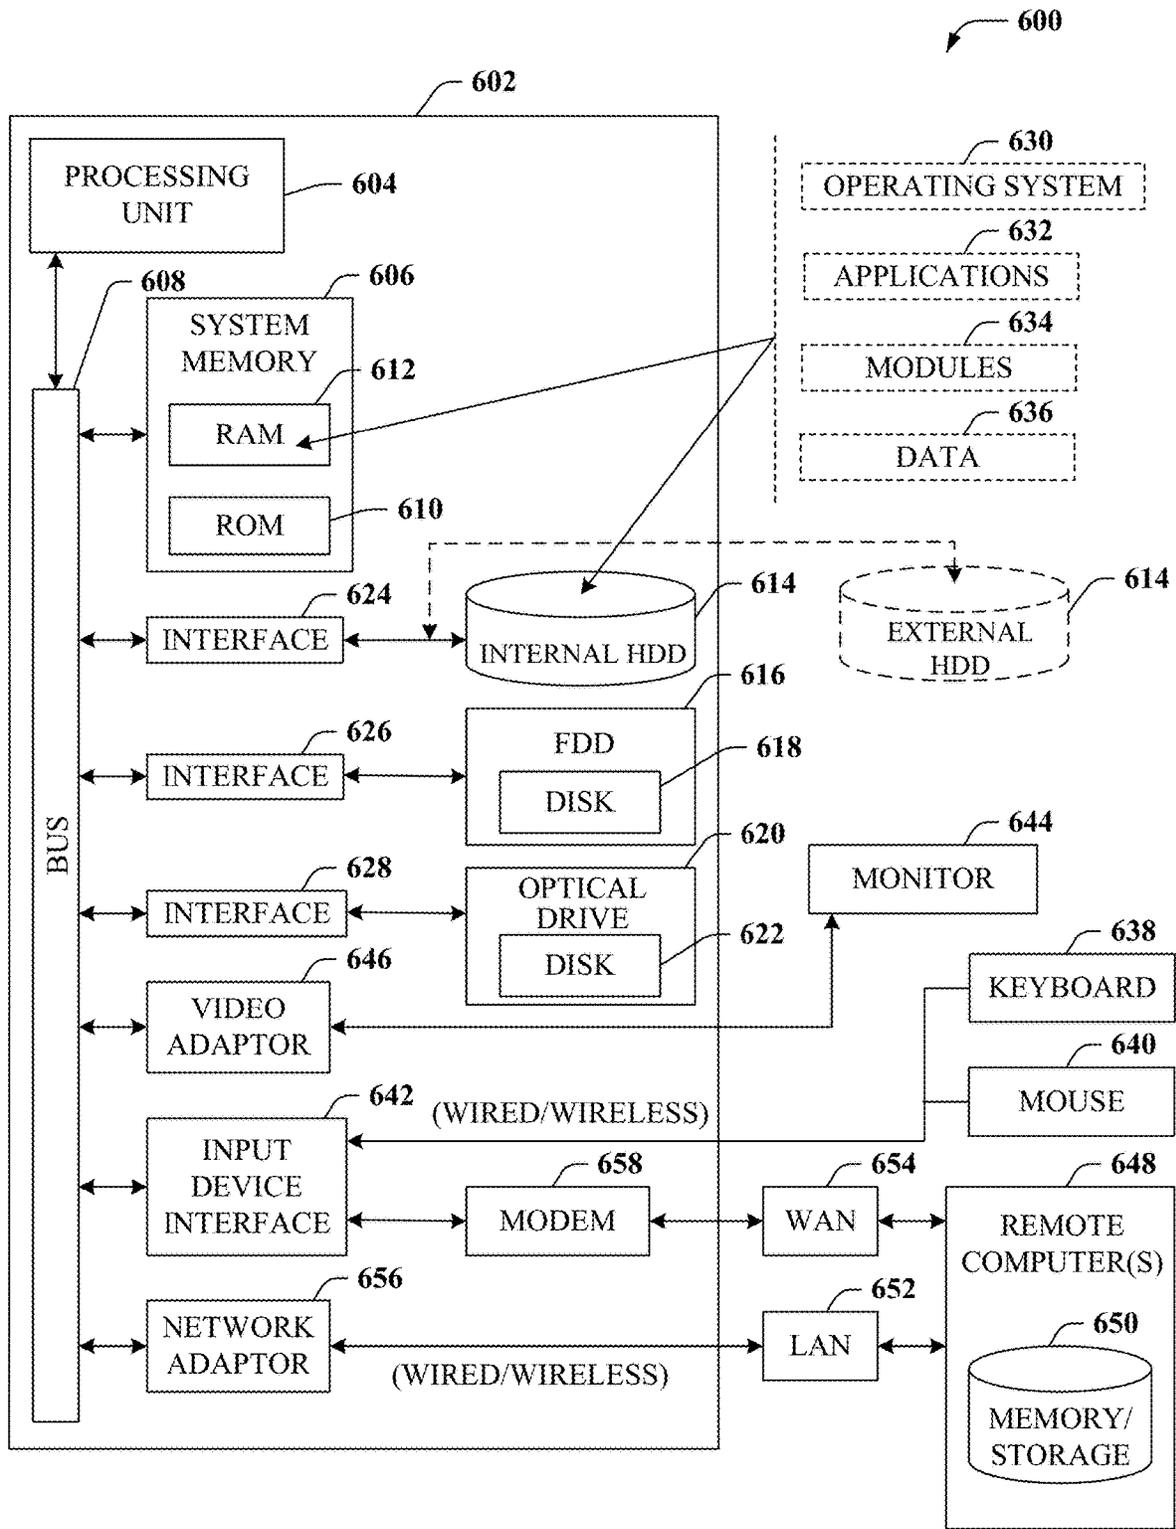 600
602
PROCESSING
UNIT
604
630
OPERATING SYSTEM
608
606
632
APPLICATIONS
SYSTEM
MEMORY
612
634
MODULES
RAM
636
DATA
ROM
610
624
INTERFACE
614
INTERNAL HDD
614
EXTERNAL
HDD
616
626
INTERFACE
FDD
618
DISK
BUS
620
644
MONITOR
628
INTERFACE
OPTICAL
DRIVE
622
DISK
638
KEYBOARD
646
VIDEO
ADAPTOR
640
MOUSE
642
(WIRED/WIRELESS)
INPUT
DEVICE
INTERFACE
658
MODEM
654
WAN
648
REMOTE
COMPUTER(S)
656
NETWORK
ADAPTOR
(WIRED/WIRELESS)
652
LAN
650
MEMORY/
STORAGE